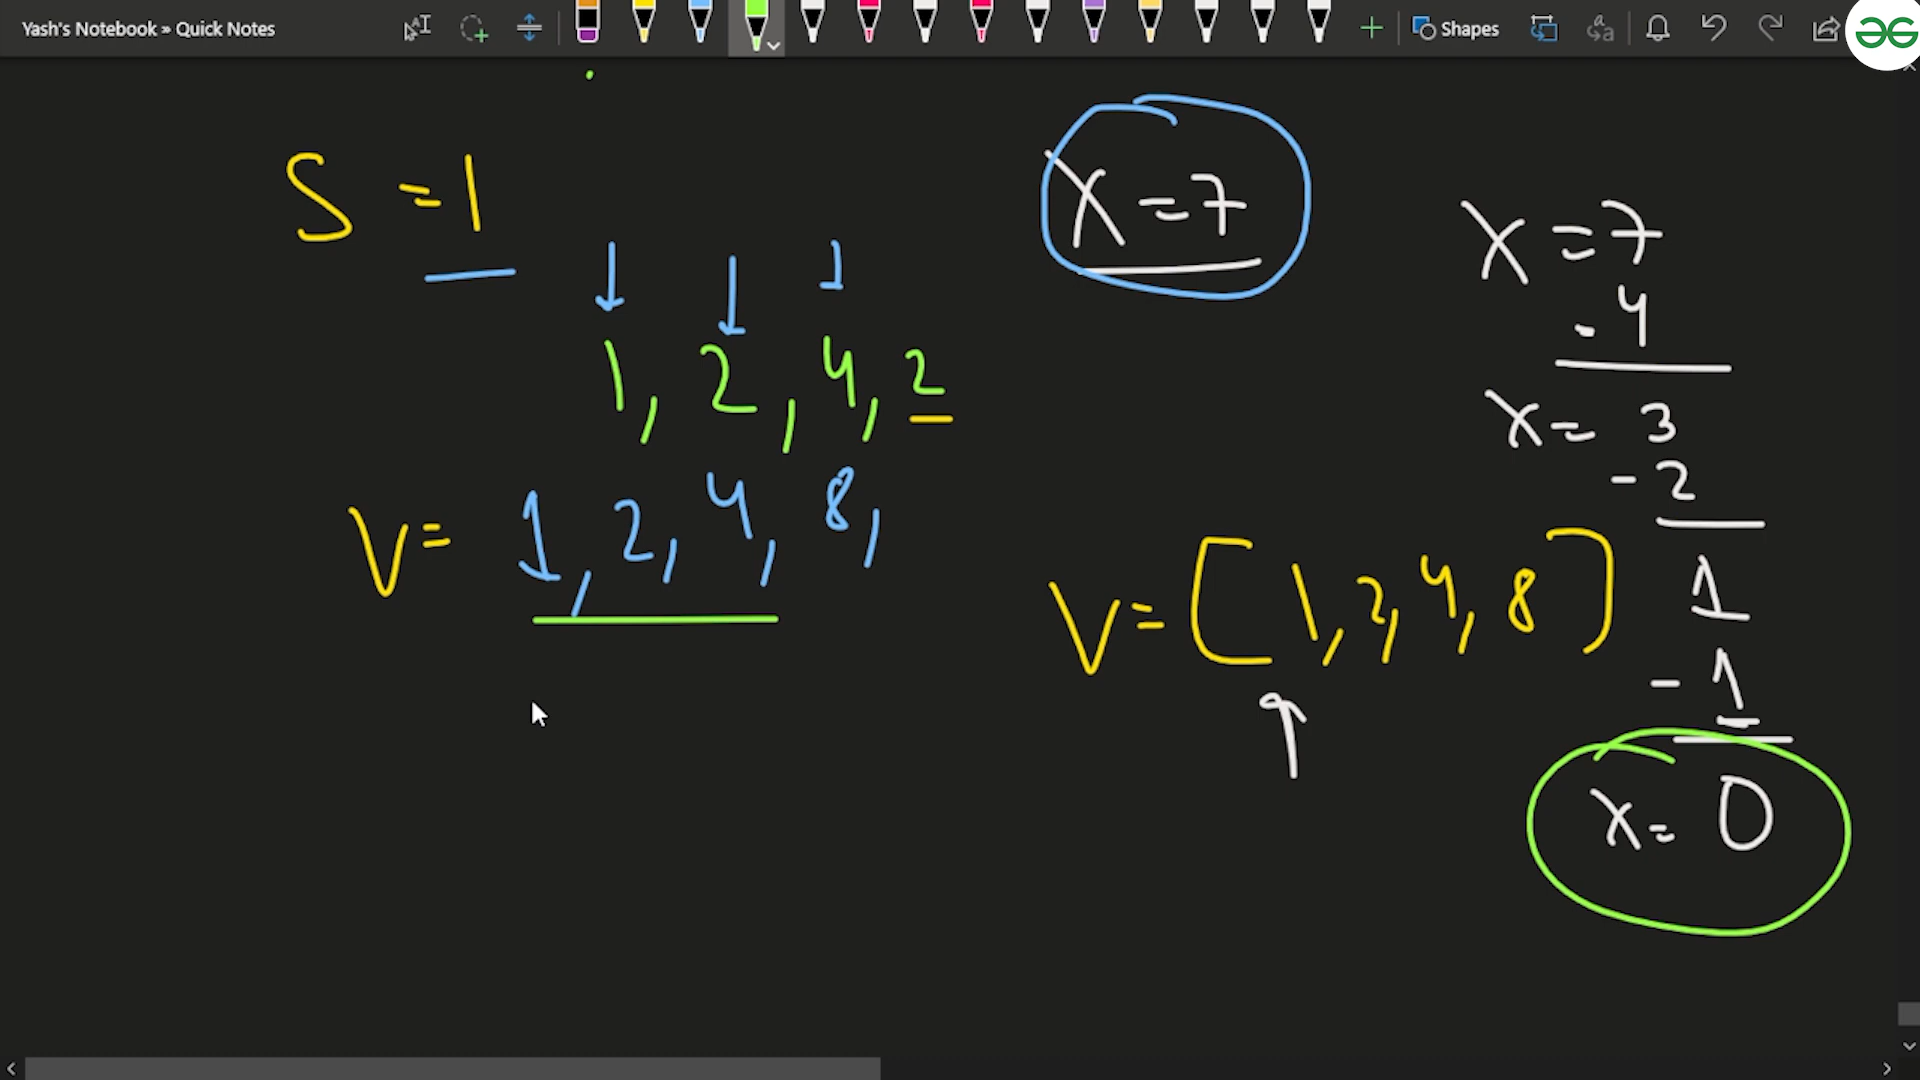 Yash's Notebook » Quick Notes
Shapes
S = 1
X = 7
1, 2, 4, 2
V = 1, 2, 4, 8,
V = [1, 2, 4, 8]
X = 7
- 4
X = 3
- 2
1
- 1
X = 0